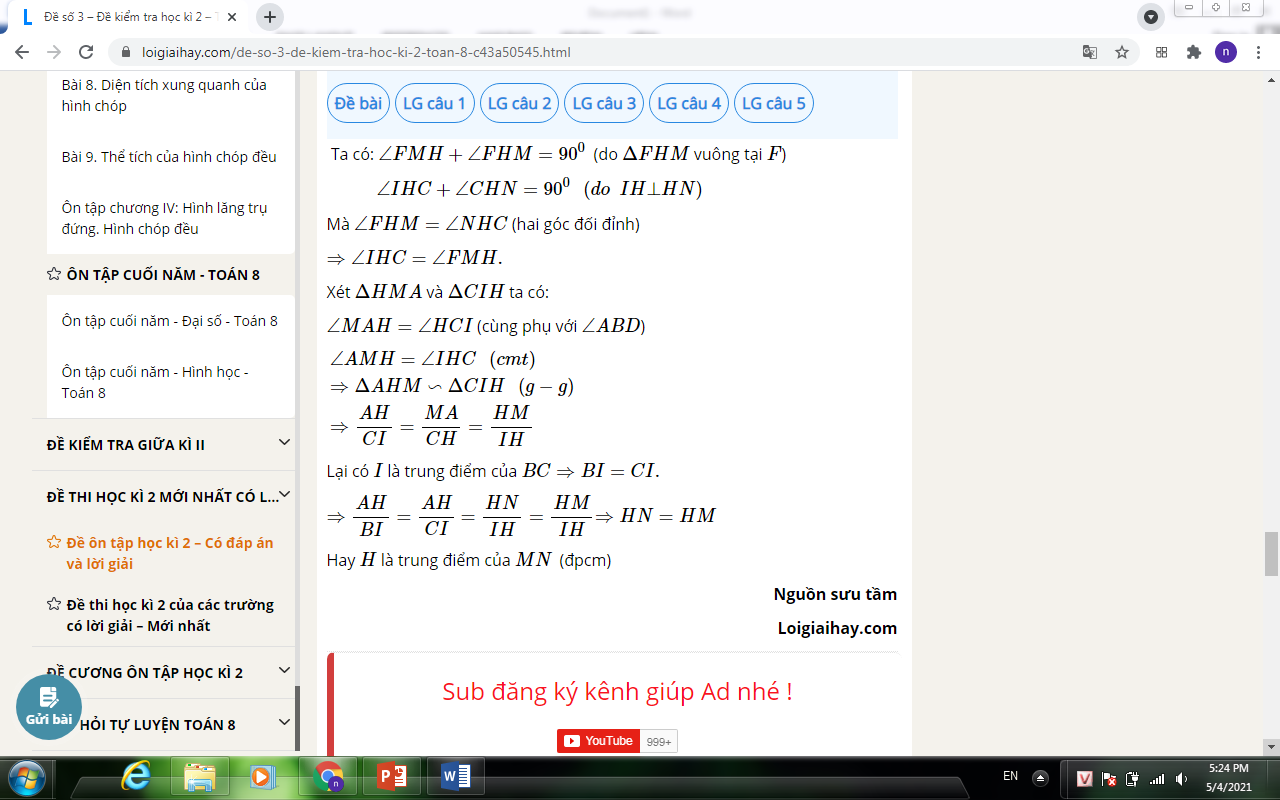 Đề số 3 – Đề kiểm tra học kì 2 –
loigiaihay.com/de-so-3-de-kiem-tra-hoc-ki-2-toan-8-c43a50545.html
n
Bài 8. Diện tích xung quanh của
hình chóp
Bài 9. Thể tích của hình chóp đều
Ôn tập chương IV: Hình lăng trụ
đứng. Hình chóp đều
ÔN TẬP CUỐI NĂM - TOÁN 8
Ôn tập cuối năm - Đại số - Toán 8
Ôn tập cuối năm - Hình học -
Toán 8
ĐỀ KIỂM TRA GIỮA KÌ II
ĐỀ THI HỌC KÌ 2 MỚI NHẤT CÓ L...
Đề ôn tập học kì 2 – Có đáp án
và lời giải
Đề thi học kì 2 của các trường
có lời giải – Mới nhất
ĐỀ CƯƠNG ÔN TẬP HỌC KÌ 2
HỎI TỰ LUYỆN TOÁN 8
Gửi bài
Đề bài LG câu 1 LG câu 2 LG câu 3 LG câu 4 LG câu 5
Ta có: ∠FMH + ∠FHM = 90⁰ (do ΔFHM vuông tại F)
∠IHC + ∠CHN = 90⁰ (do IH⊥HN)
Mà ∠FHM = ∠NHC (hai góc đối đỉnh)
⇒ ∠IHC = ∠FMH.
Xét ΔHMA và ΔCIH ta có:
∠MAH = ∠HCI (cùng phụ với ∠ABD)
∠AMH = ∠IHC (cmt)
⇒ ΔAHM ∽ ΔCIH (g − g)
⇒ AH/CI = MA/CH = HM/IH
Lại có I là trung điểm của BC ⇒ BI = CI.
⇒ AH/BI = AH/CI = HN/IH = HM/IH ⇒ HN = HM
Hay H là trung điểm của MN (đpcm)
Nguồn sưu tầm
Loigiaihay.com
Sub đăng ký kênh giúp Ad nhé !
YouTube 999+
EN
5:24 PM
5/4/2021